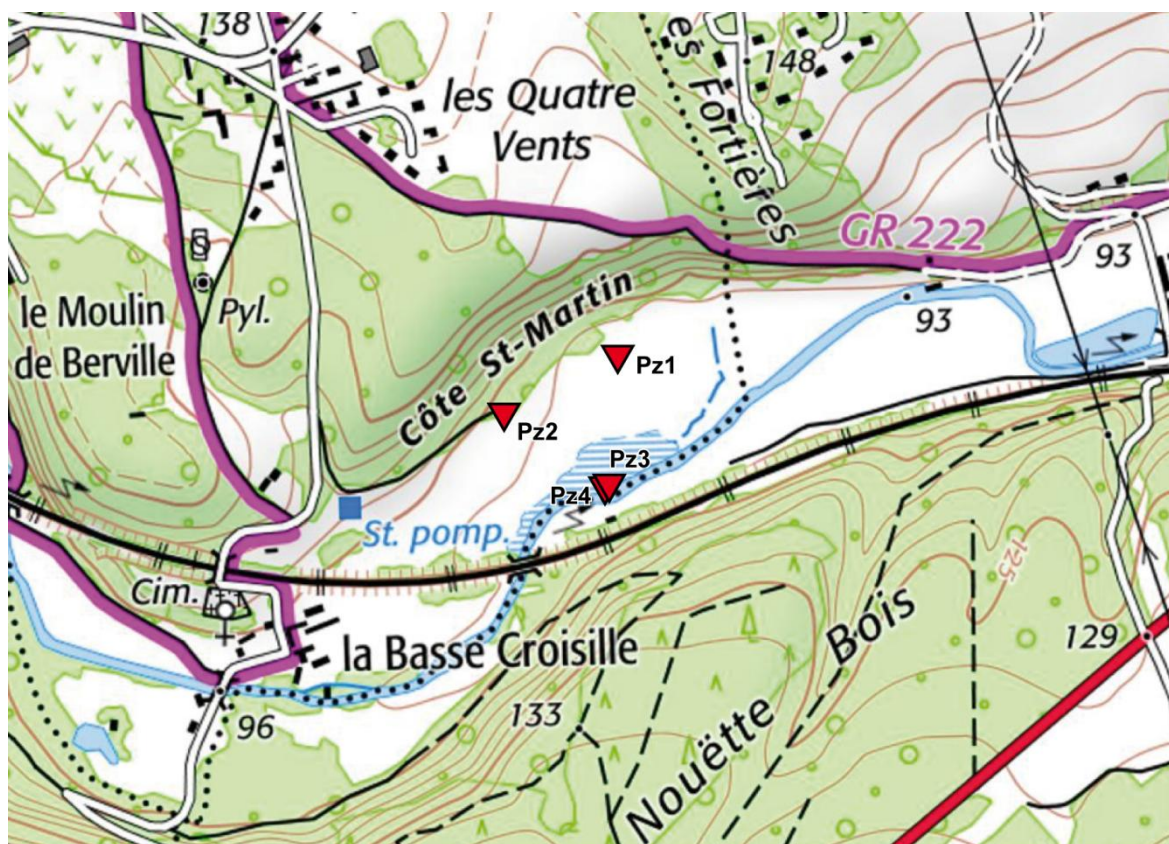 138
148
les Quatre
Vents
es Fortières
GR 222
93
93
le Moulin
de Berville
Pyl.
Côte St-Martin
Pz1
Pz2
Pz3
Pz4
St. pomp.
Cim.
la Basse Croisille
96
133
125
129
Nouëtte
Bois